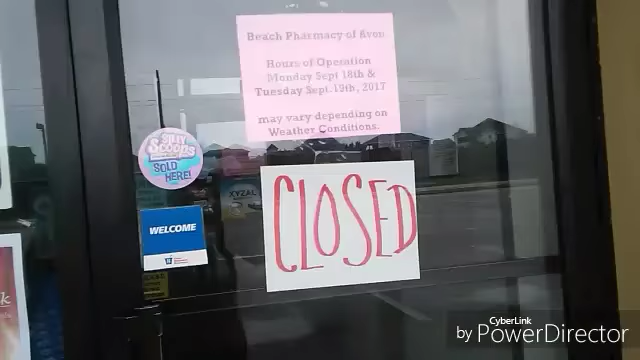 Beach Pharmacy of Avon
Hours of Operation
Monday Sept 18th &
Tuesday Sept. 19th, 2017
may vary depending on
Weather Conditions.
SILLY
Scoops
SOLD
HERE!
XYZAL
WELCOME
CLOSED
k
CyberLink
by PowerDirector